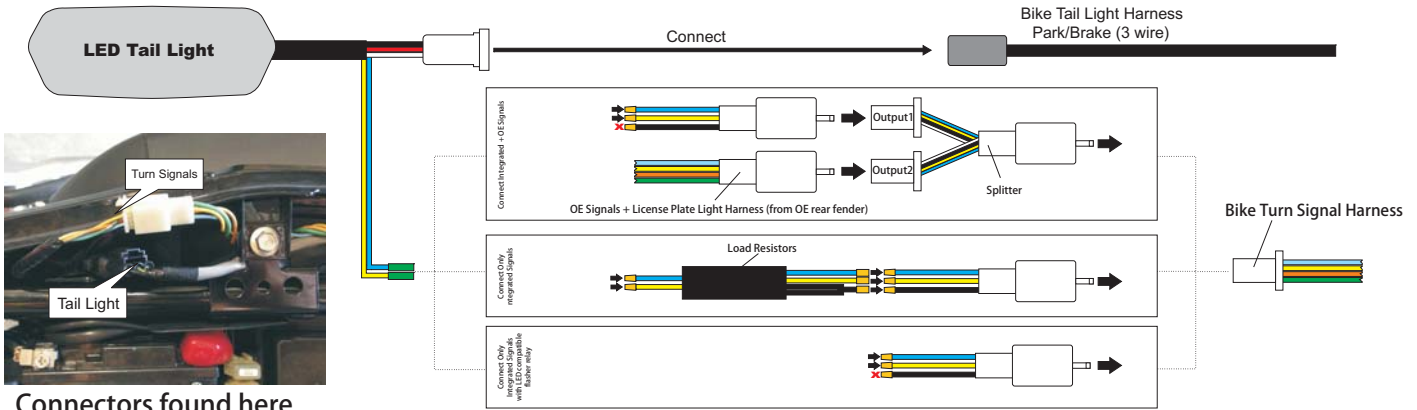 LED Tail Light
Connect
Bike Tail Light Harness
Park/Brake (3 wire)
Connect Integrated + OE Signals
Output1
Output2
Splitter
OE Signals + License Plate Light Harness (from OE rear fender)
Turn Signals
Tail Light
Connectors found here
Connect Only
ntegrated Signals
Load Resistors
Connect Only
Integrated Signals
with LED compatible
flasher relay
Bike Turn Signal Harness